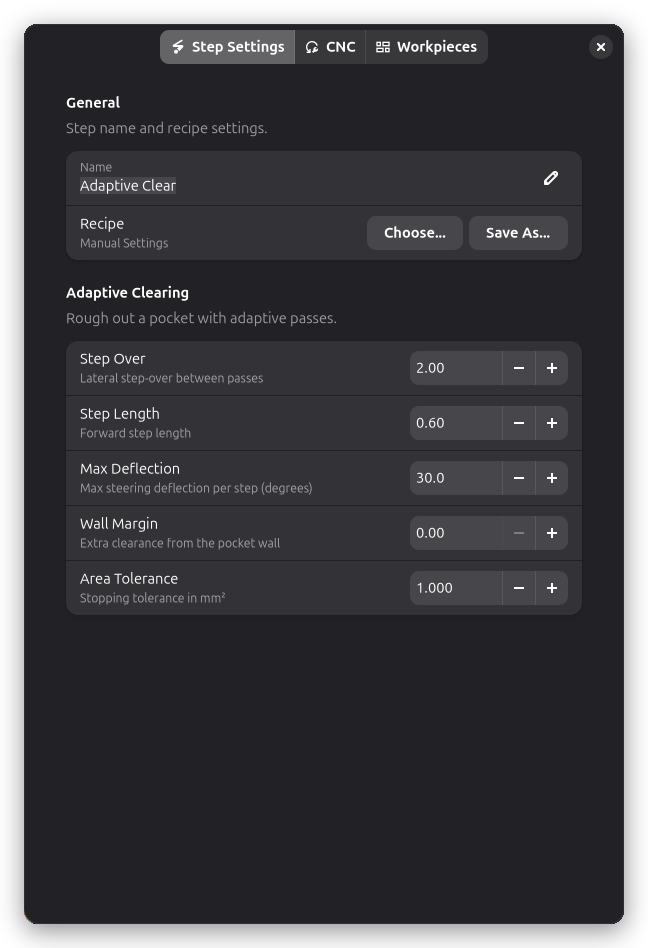 Step Settings
CNC
Workpieces
General
Step name and recipe settings.
Name
Adaptive Clear
Recipe
Manual Settings
Choose...
Save As...
Adaptive Clearing
Rough out a pocket with adaptive passes.
Step Over
Lateral step-over between passes
2.00
Step Length
Forward step length
0.60
Max Deflection
Max steering deflection per step (degrees)
30.0
Wall Margin
Extra clearance from the pocket wall
0.00
Area Tolerance
Stopping tolerance in mm²
1.000